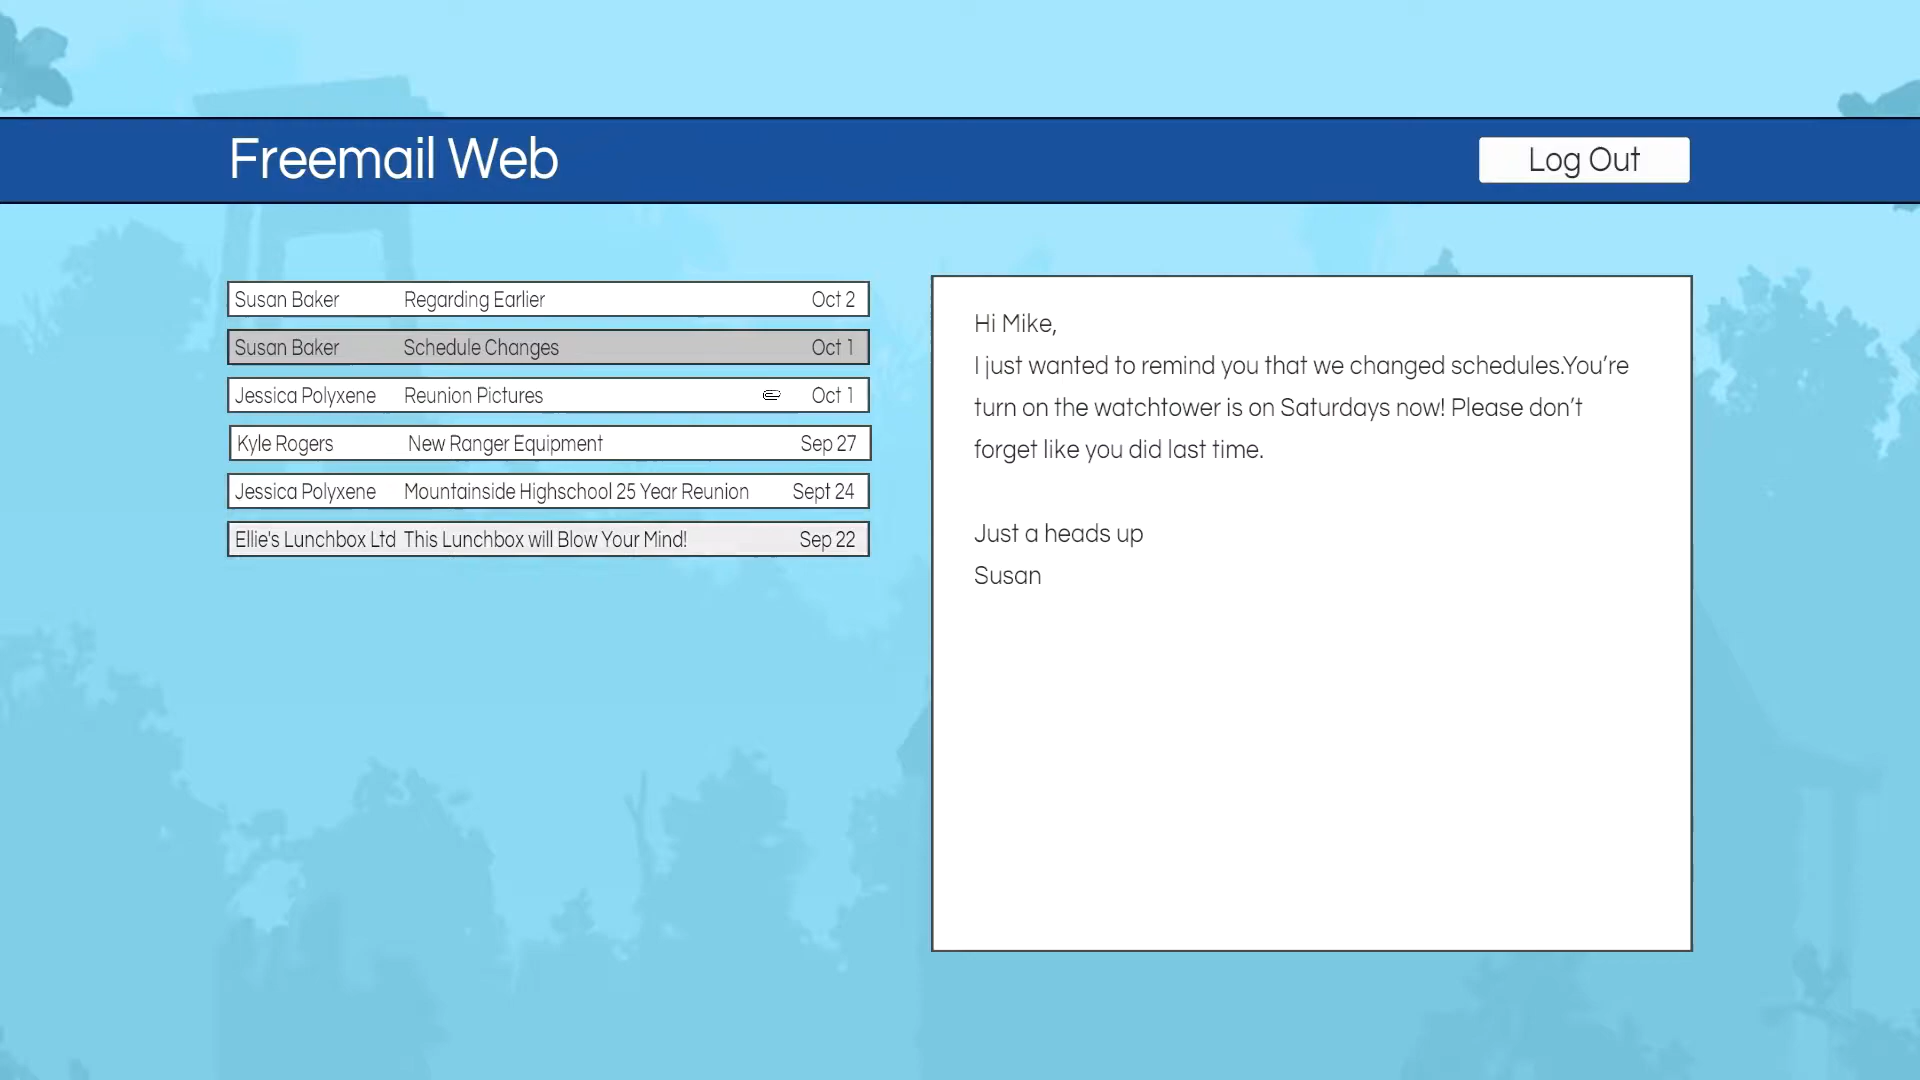 Freemail Web
Log Out
Susan Baker Regarding Earlier Oct 2
Susan Baker Schedule Changes Oct 1
Jessica Polyxene Reunion Pictures Oct 1
Kyle Rogers New Ranger Equipment Sep 27
Jessica Polyxene Mountainside Highschool 25 Year Reunion Sept 24
Ellie's Lunchbox Ltd This Lunchbox will Blow Your Mind! Sep 22
Hi Mike,
I just wanted to remind you that we changed schedules.You’re
turn on the watchtower is on Saturdays now! Please don’t
forget like you did last time.
Just a heads up
Susan